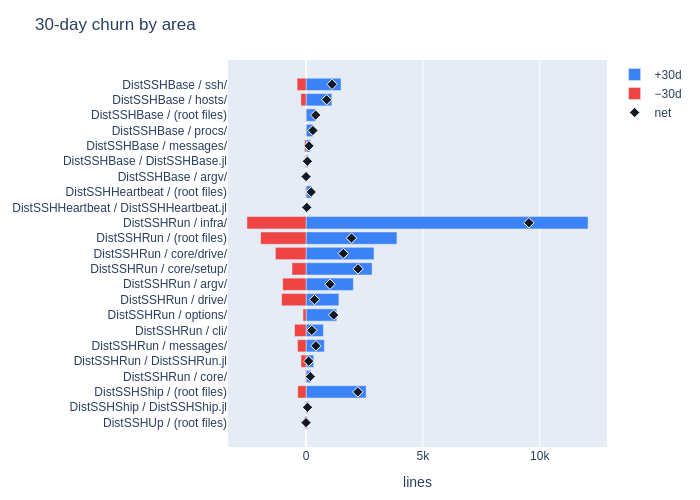 30-day churn by area
+30d
−30d
net
DistSSHBase / ssh/
DistSSHBase / hosts/
DistSSHBase / (root files)
DistSSHBase / procs/
DistSSHBase / messages/
DistSSHBase / DistSSHBase.jl
DistSSHBase / argv/
DistSSHHeartbeat / (root files)
DistSSHHeartbeat / DistSSHHeartbeat.jl
DistSSHRun / infra/
DistSSHRun / (root files)
DistSSHRun / core/drive/
DistSSHRun / core/setup/
DistSSHRun / argv/
DistSSHRun / drive/
DistSSHRun / options/
DistSSHRun / cli/
DistSSHRun / messages/
DistSSHRun / DistSSHRun.jl
DistSSHRun / core/
DistSSHShip / (root files)
DistSSHShip / DistSSHShip.jl
DistSSHUp / (root files)
0 5k 10k
lines